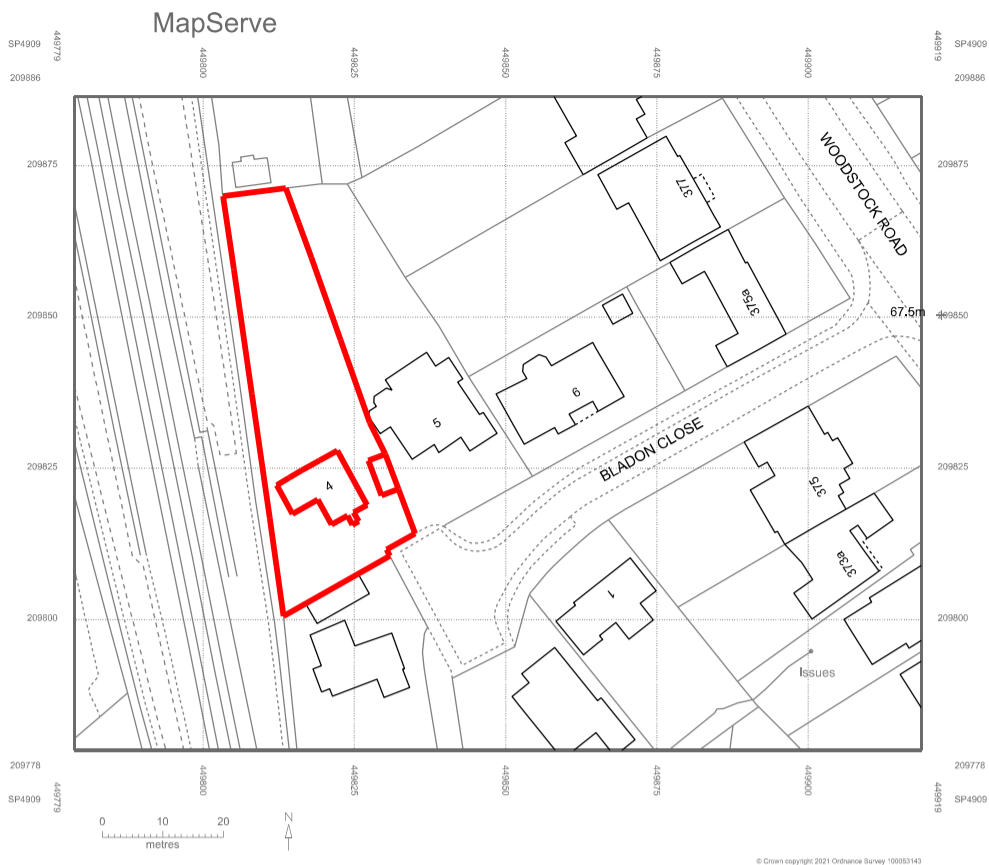 MapServe
SP4909
449779
449800
449825
449850
449875
449900
449919
SP4909
209886
209886
209875
209875
WOODSTOCK ROAD
377
375a
209850
67.5m
209850
6
5
BLADON CLOSE
209825
4
375
209825
373a
1
209800
209800
Issues
209778
209778
SP4909
449779
449800
449825
449850
449875
449900
449919
SP4909
0 10 20
metres
N
© Crown copyright 2021 Ordnance Survey 100053143